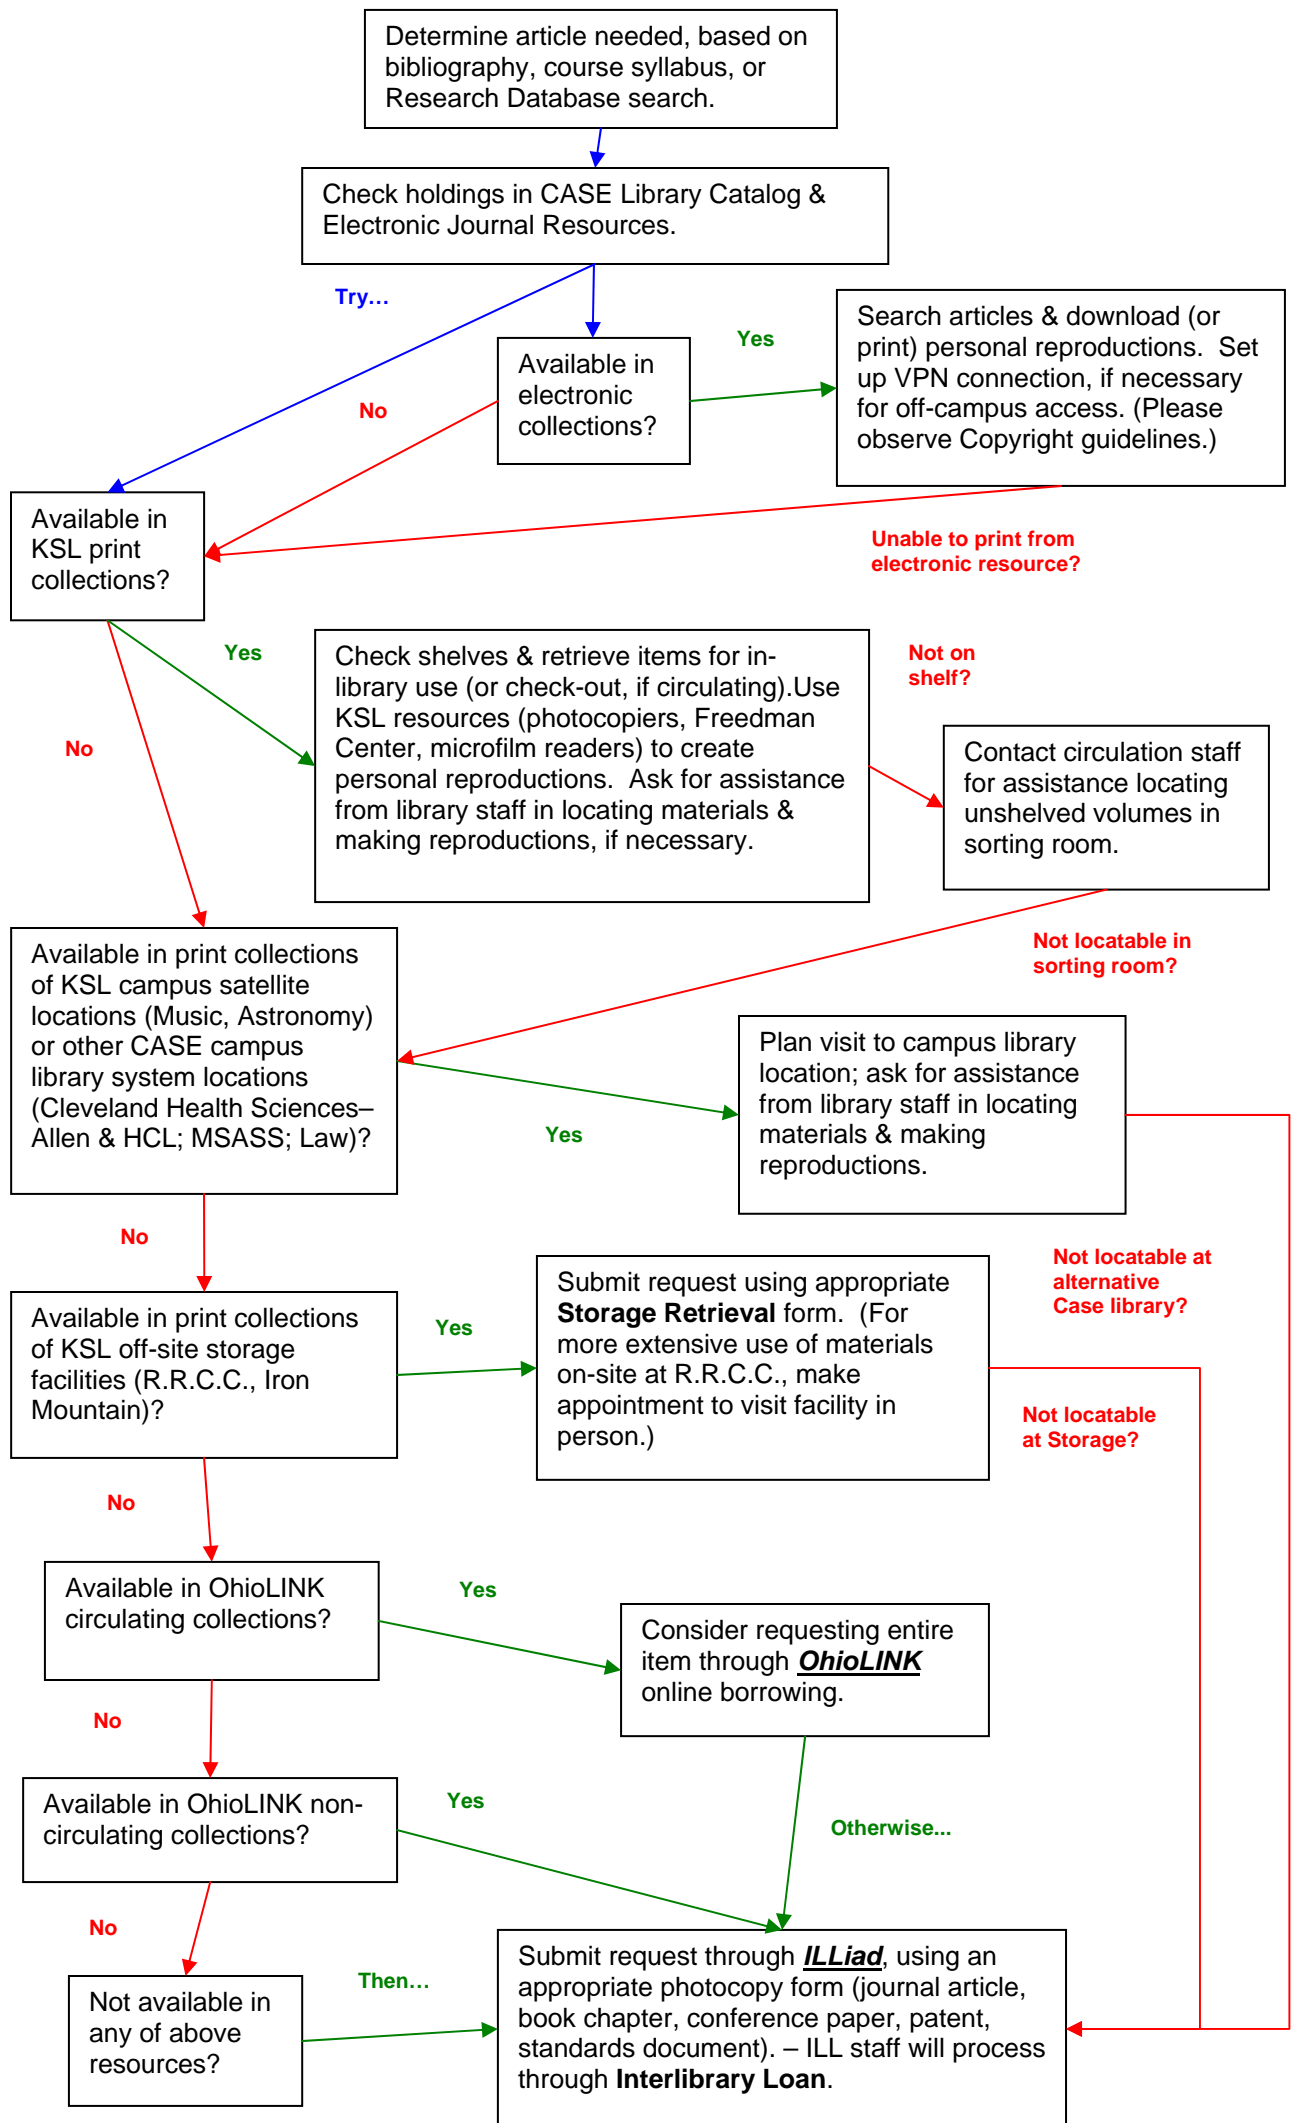 Determine article needed, based on
bibliography, course syllabus, or
Research Database search.
Check holdings in CASE Library Catalog &
Electronic Journal Resources.
Try…
Available in
electronic
collections?
Yes
Search articles & download (or
print) personal reproductions.  Set
up VPN connection, if necessary
for off-campus access. (Please
observe Copyright guidelines.)
No
Available in
KSL print
collections?
Unable to print from
electronic resource?
Yes
Check shelves & retrieve items for in-
library use (or check-out, if circulating).Use
KSL resources (photocopiers, Freedman
Center, microfilm readers) to create
personal reproductions.  Ask for assistance
from library staff in locating materials &
making reproductions, if necessary.
Not on
shelf?
No
Contact circulation staff
for assistance locating
unshelved volumes in
sorting room.
Not locatable in
sorting room?
Available in print collections
of KSL campus satellite
locations (Music, Astronomy)
or other CASE campus
library system locations
(Cleveland Health Sciences–
Allen & HCL; MSASS; Law)?
Yes
Plan visit to campus library
location; ask for assistance
from library staff in locating
materials & making
reproductions.
No
Not locatable at
alternative
Case library?
Available in print collections
of KSL off-site storage
facilities (R.R.C.C., Iron
Mountain)?
Yes
Submit request using appropriate
Storage Retrieval form.  (For
more extensive use of materials
on-site at R.R.C.C., make
appointment to visit facility in
person.)
Not locatable
at Storage?
No
Available in OhioLINK
circulating collections?
Yes
Consider requesting entire
item through OhioLINK
online borrowing.
No
Available in OhioLINK non-
circulating collections?
Yes
Otherwise...
No
Not available in
any of above
resources?
Then…
Submit request through ILLiad, using an
appropriate photocopy form (journal article,
book chapter, conference paper, patent,
standards document). – ILL staff will process
through Interlibrary Loan.